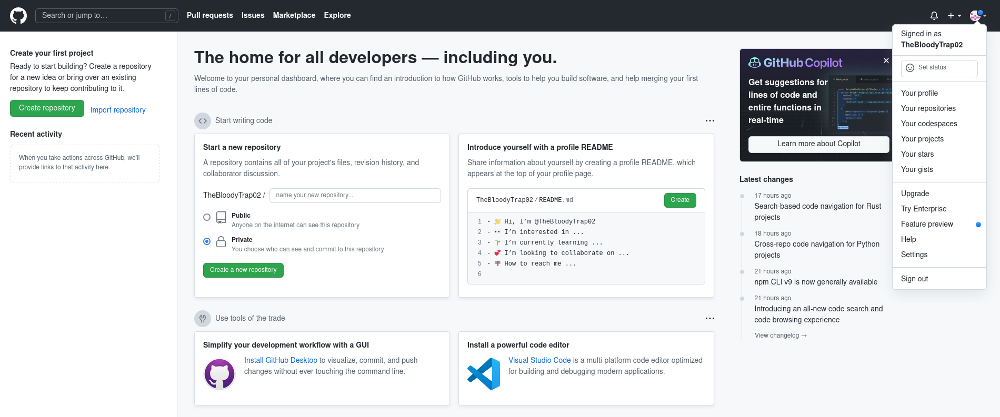 Search or jump to…
/
Pull requests
Issues
Marketplace
Explore
Create your first project
Ready to start building? Create a repository
for a new idea or bring over an existing
repository to keep contributing to it.
Create repository
Import repository
Recent activity
When you take actions across GitHub, we'll
provide links to that activity here.
The home for all developers — including you.
Welcome to your personal dashboard, where you can find an introduction to how GitHub works, tools to help you build software, and help merging your first
lines of code.
Start writing code
Start a new repository
A repository contains all of your project's files, revision history, and
collaborator discussion.
TheBloodyTrap02 /
name your new repository...
Public
Anyone on the internet can see this repository
Private
You choose who can see and commit to this repository
Create a new repository
Introduce yourself with a profile README
Share information about yourself by creating a profile README, which
appears at the top of your profile page.
TheBloodyTrap02 / README.md
Create
1 - 👋 Hi, I’m @TheBloodyTrap02
2 - 👀 I’m interested in ...
3 - 🌱 I’m currently learning ...
4 - 💞️ I’m looking to collaborate on ...
5 - 📫 How to reach me ...
6
Use tools of the trade
Simplify your development workflow with a GUI
Install GitHub Desktop to visualize, commit, and push
changes without ever touching the command line.
Install a powerful code editor
Visual Studio Code is a multi-platform code editor optimized
for building and debugging modern applications.
GitHub Copilot
Get suggestions for
lines of code and
entire functions in
real-time
Learn more about Copilot
Latest changes
17 hours ago
Search-based code navigation for Rust
projects
18 hours ago
Cross-repo code navigation for Python
projects
21 hours ago
npm CLI v9 is now generally available
21 hours ago
Introducing an all-new code search and
code browsing experience
View changelog →
Signed in as
TheBloodyTrap02
Set status
Your profile
Your repositories
Your codespaces
Your projects
Your stars
Your gists
Upgrade
Try Enterprise
Feature preview
Help
Settings
Sign out